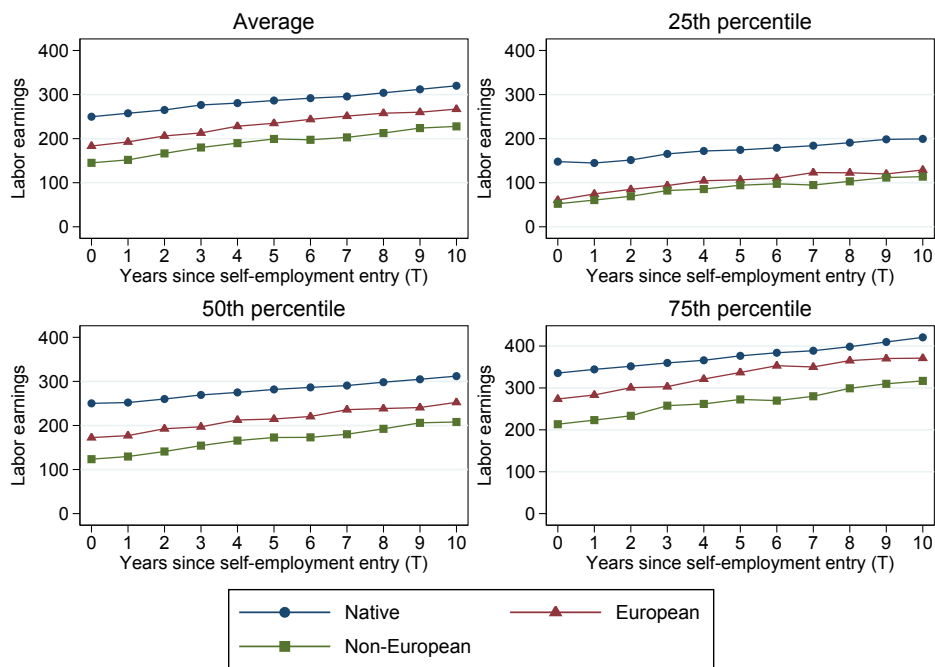 Average
400
300
200
100
0
Labor earnings
0 1 2 3 4 5 6 7 8 9 10
Years since self-employment entry (T)
25th percentile
400
300
200
100
0
Labor earnings
0 1 2 3 4 5 6 7 8 9 10
Years since self-employment entry (T)
50th percentile
400
300
200
100
0
Labor earnings
0 1 2 3 4 5 6 7 8 9 10
Years since self-employment entry (T)
75th percentile
400
300
200
100
0
Labor earnings
0 1 2 3 4 5 6 7 8 9 10
Years since self-employment entry (T)
Native
European
Non-European